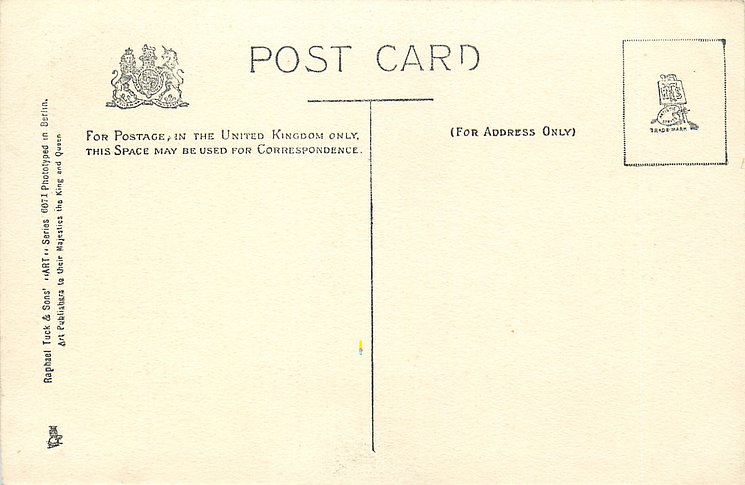 POST CARD
FOR POSTAGE, IN THE UNITED KINGDOM ONLY,
THIS SPACE MAY BE USED FOR CORRESPONDENCE.
(FOR ADDRESS ONLY)
TRADE MARK
Raphael Tuck & Sons' "ART" Series 6071 Phototyped in Berlin.
Art Publishers to their Majesties the King and Queen